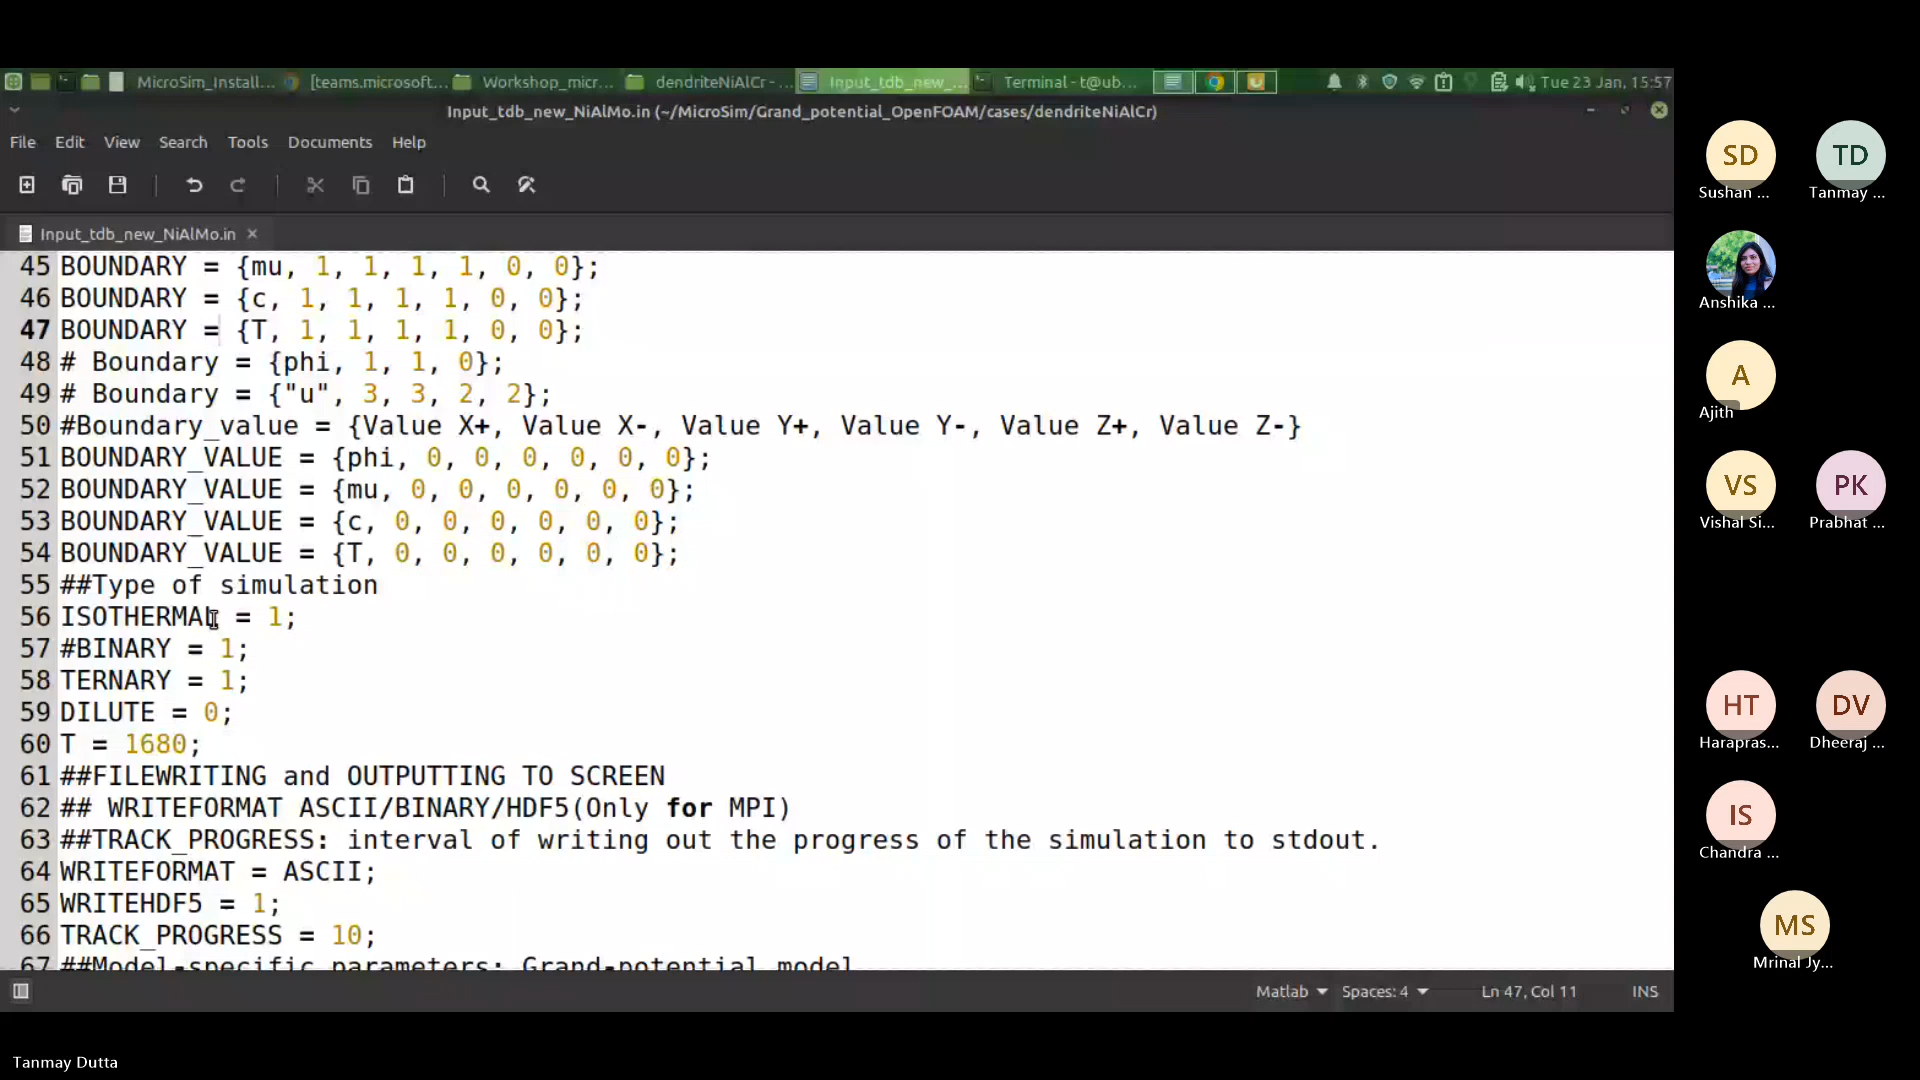 MicroSim_Install... [teams.microsoft... Workshop_micr... dendriteNiAlCr -... Input_tdb_new_... Terminal - t@ub... Tue 23 Jan, 15:57
Input_tdb_new_NiAlMo.in (~/MicroSim/Grand_potential_OpenFOAM/cases/dendriteNiAlCr)
File Edit View Search Tools Documents Help
Input_tdb_new_NiAlMo.in
45 BOUNDARY = {mu, 1, 1, 1, 1, 0, 0};
46 BOUNDARY = {c, 1, 1, 1, 1, 0, 0};
47 BOUNDARY = {T, 1, 1, 1, 1, 0, 0};
48 # Boundary = {phi, 1, 1, 0};
49 # Boundary = {"u", 3, 3, 2, 2};
50 #Boundary_value = {Value X+, Value X-, Value Y+, Value Y-, Value Z+, Value Z-}
51 BOUNDARY_VALUE = {phi, 0, 0, 0, 0, 0, 0};
52 BOUNDARY_VALUE = {mu, 0, 0, 0, 0, 0, 0};
53 BOUNDARY_VALUE = {c, 0, 0, 0, 0, 0, 0};
54 BOUNDARY_VALUE = {T, 0, 0, 0, 0, 0, 0};
55 ##Type of simulation
56 ISOTHERMAL = 1;
57 #BINARY = 1;
58 TERNARY = 1;
59 DILUTE = 0;
60 T = 1680;
61 ##FILEWRITING and OUTPUTTING TO SCREEN
62 ## WRITEFORMAT ASCII/BINARY/HDF5(Only for MPI)
63 ##TRACK_PROGRESS: interval of writing out the progress of the simulation to stdout.
64 WRITEFORMAT = ASCII;
65 WRITEHDF5 = 1;
66 TRACK_PROGRESS = 10;
67 ##Model-specific parameters: Grand-potential model
Matlab Spaces: 4 Ln 47, Col 11 INS
SD TD
Sushan ... Tanmay ...
Anshika ...
A
Ajith
VS PK
Vishal Si... Prabhat ...
HT DV
Harapras... Dheeraj ...
IS
Chandra ...
MS
Mrinal Jy...
Tanmay Dutta